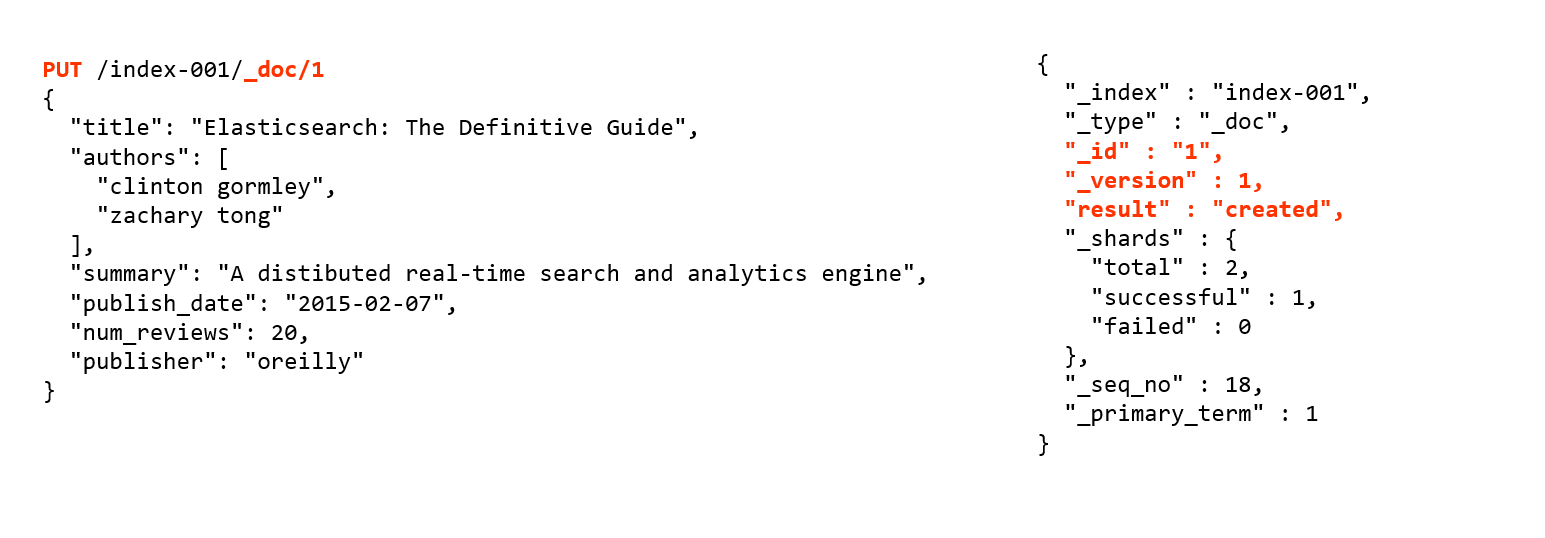 PUT /index-001/_doc/1
{
  "title": "Elasticsearch: The Definitive Guide",
  "authors": [
    "clinton gormley",
    "zachary tong"
  ],
  "summary": "A distibuted real-time search and analytics engine",
  "publish_date": "2015-02-07",
  "num_reviews": 20,
  "publisher": "oreilly"
}
{
  "_index" : "index-001",
  "_type" : "_doc",
  "_id" : "1",
  "_version" : 1,
  "result" : "created",
  "_shards" : {
    "total" : 2,
    "successful" : 1,
    "failed" : 0
  },
  "_seq_no" : 18,
  "_primary_term" : 1
}